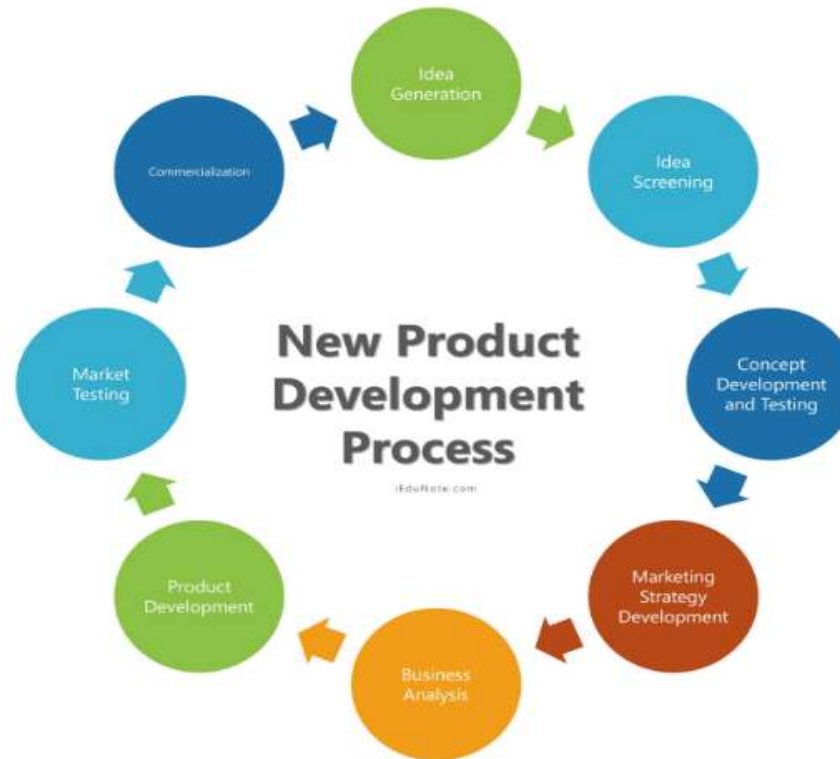 New Product
Development
Process
iEduNote.com
Idea
Generation
Idea
Screening
Concept
Development
and Testing
Marketing
Strategy
Development
Business
Analysis
Product
Development
Market
Testing
Commercialization